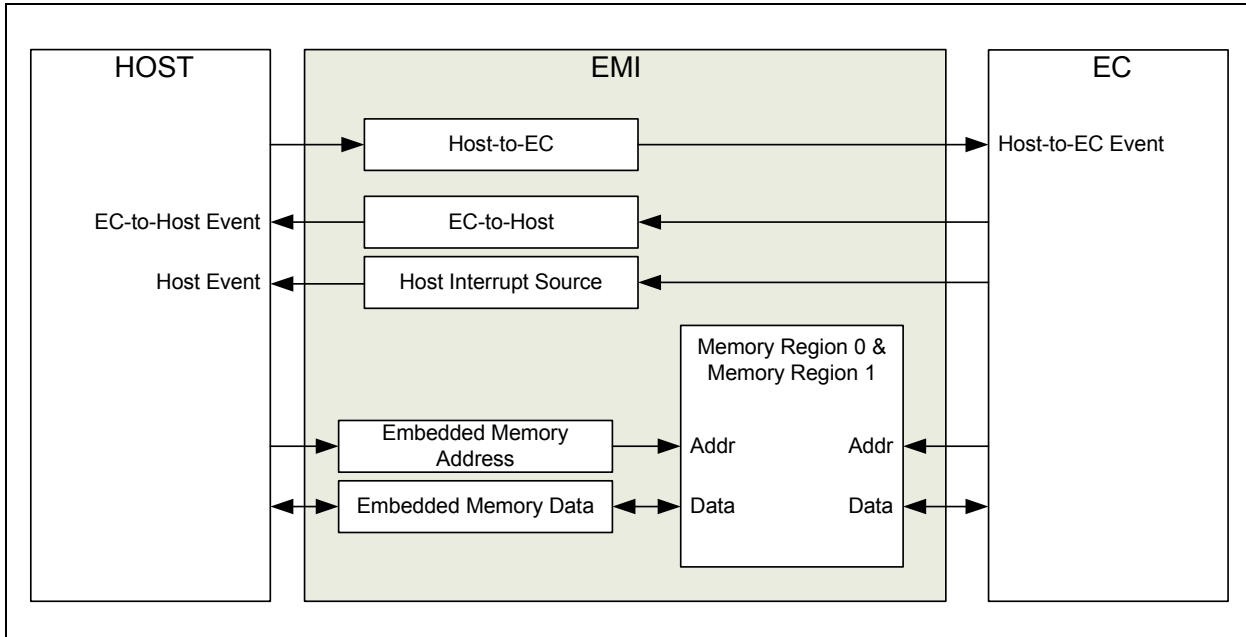 HOST
EMI
EC
Host-to-EC
Host-to-EC Event
EC-to-Host Event
EC-to-Host
Host Event
Host Interrupt Source
Memory Region 0 &
Memory Region 1
Embedded Memory
Address
Addr
Addr
Embedded Memory Data
Data
Data